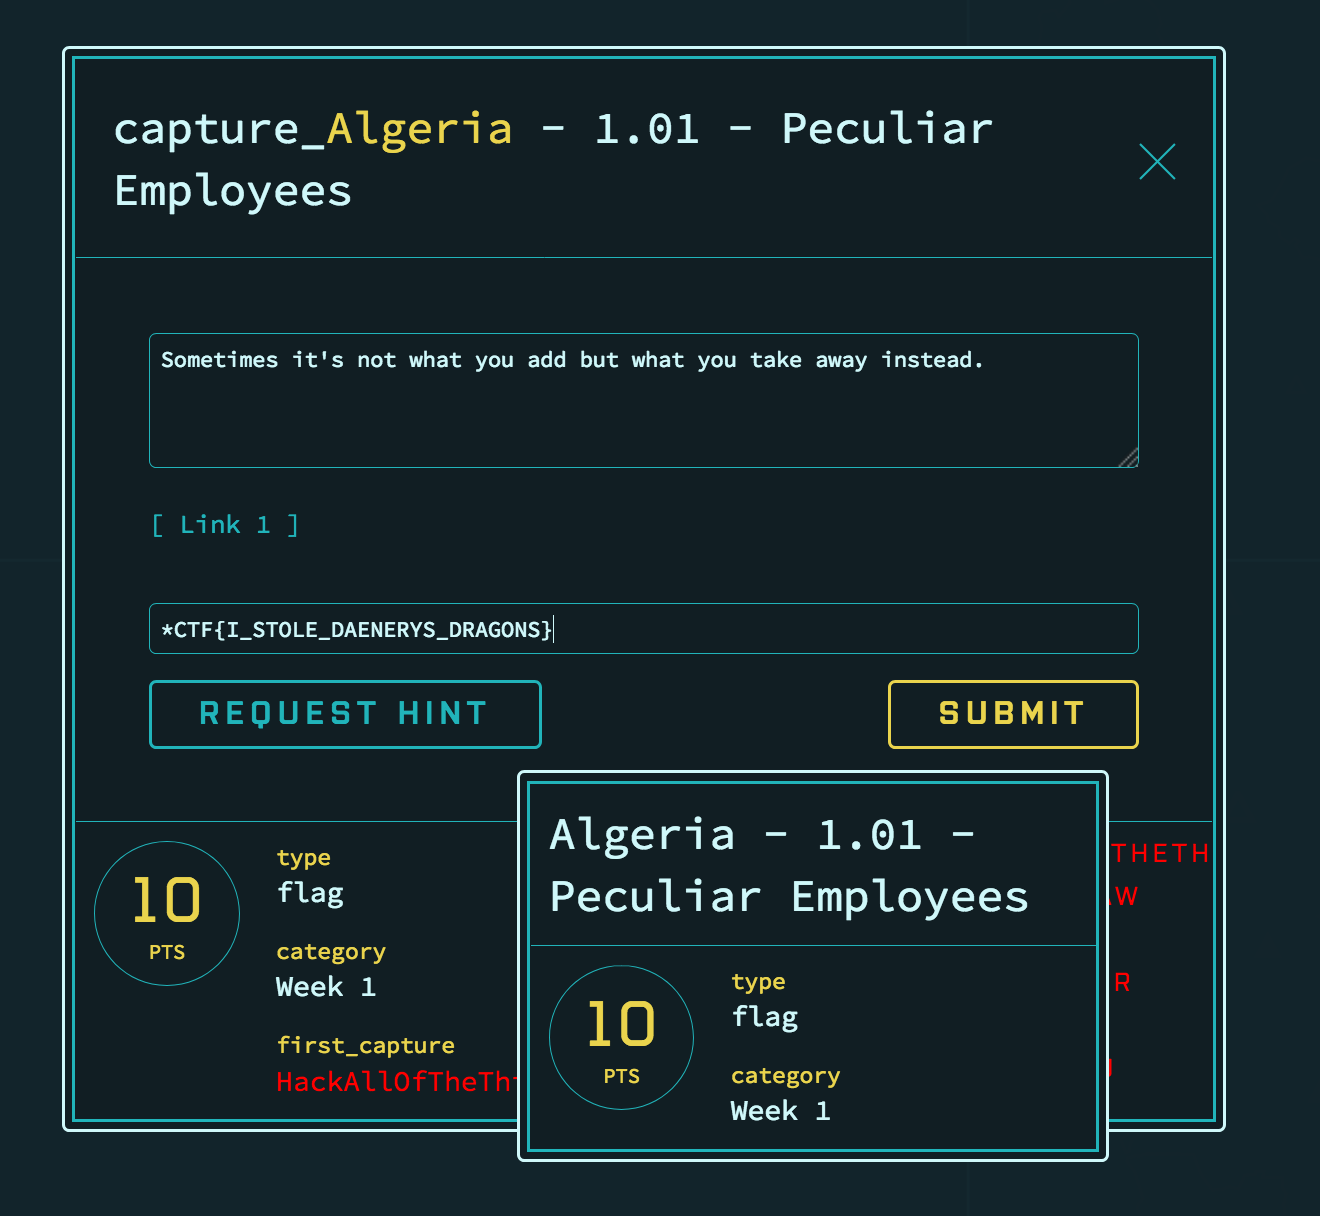 capture_Algeria - 1.01 - Peculiar
Employees
Sometimes it's not what you add but what you take away instead.
[ Link 1 ]
*CTF{I_STOLE_DAENERYS_DRAGONS}
REQUEST HINT
SUBMIT
10
PTS
type
flag
category
Week 1
first_capture
Algeria - 1.01 -
Peculiar Employees
10
PTS
type
flag
category
Week 1